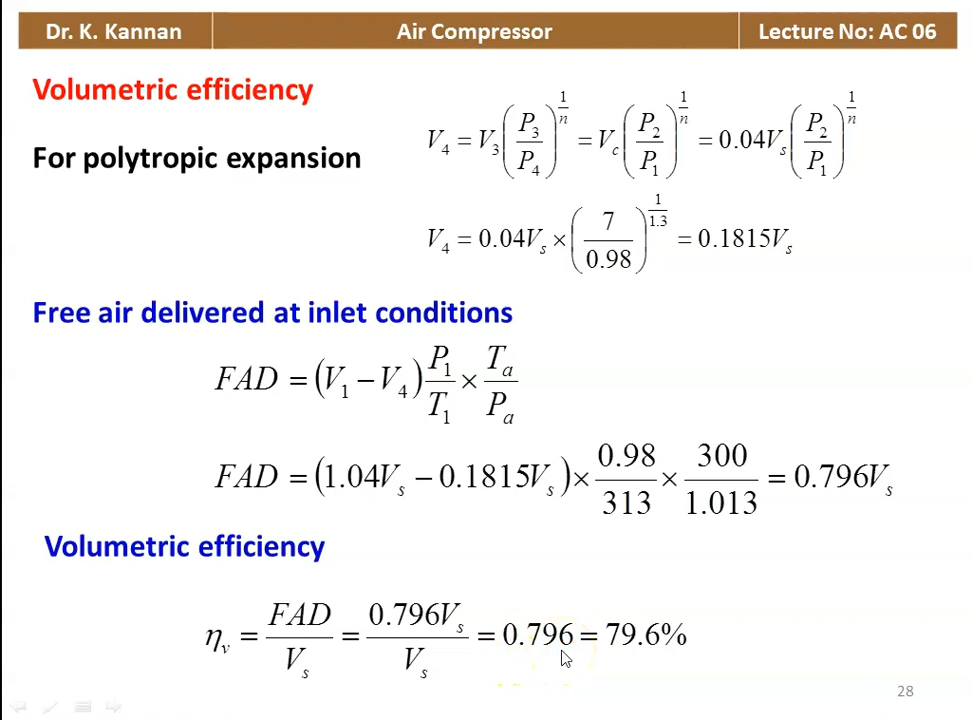 Dr. K. Kannan Air Compressor Lecture No: AC 06
Volumetric efficiency
For polytropic expansion
V₄ = V₃ (P₃/P₄)^(1/n) = V_c (P₂/P₁)^(1/n) = 0.04V_s (P₂/P₁)^(1/n)
V₄ = 0.04V_s × (7/0.98)^(1/1.3) = 0.1815V_s
Free air delivered at inlet conditions
FAD = (V₁ − V₄) P₁/T₁ × T_a/P_a
FAD = (1.04V_s − 0.1815V_s) × 0.98/313 × 300/1.013 = 0.796V_s
Volumetric efficiency
η_v = FAD/V_s = 0.796V_s/V_s = 0.796 = 79.6%
28